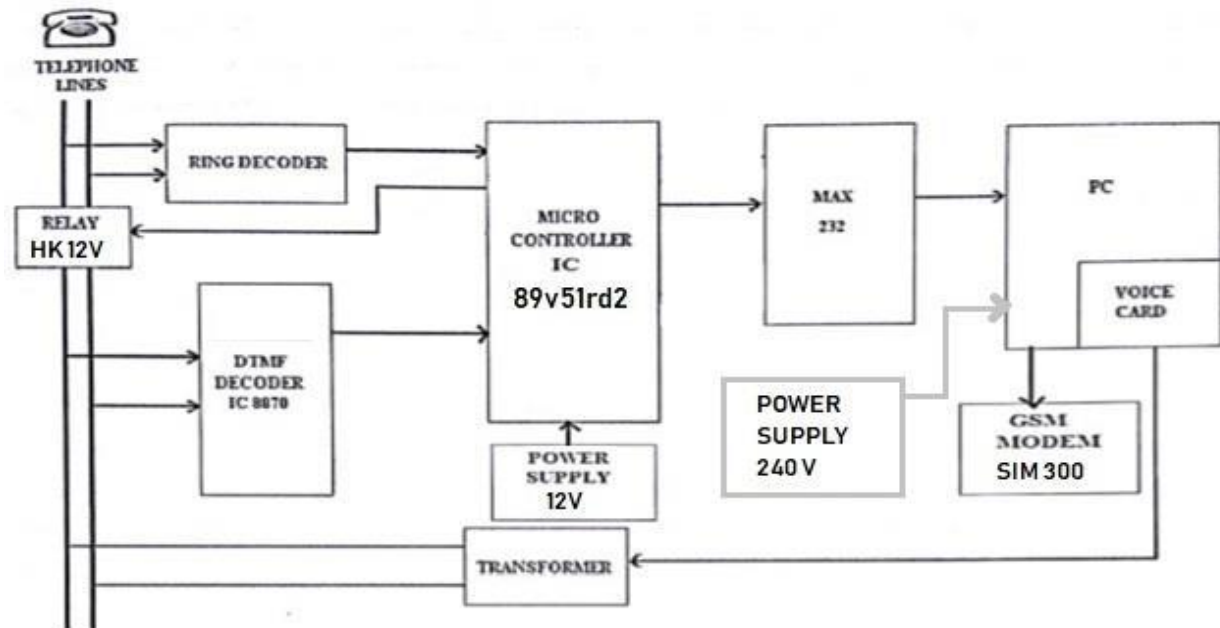 TELEPHONE
LINES
RING DECODER
RELAY
HK 12V
DTMF
DECODER
IC 8870
MICRO
CONTROLLER
IC
89v51rd2
POWER
SUPPLY
12V
TRANSFORMER
MAX
232
PC
VOICE
CARD
POWER
SUPPLY
240 V
GSM
MODEM
SIM 300